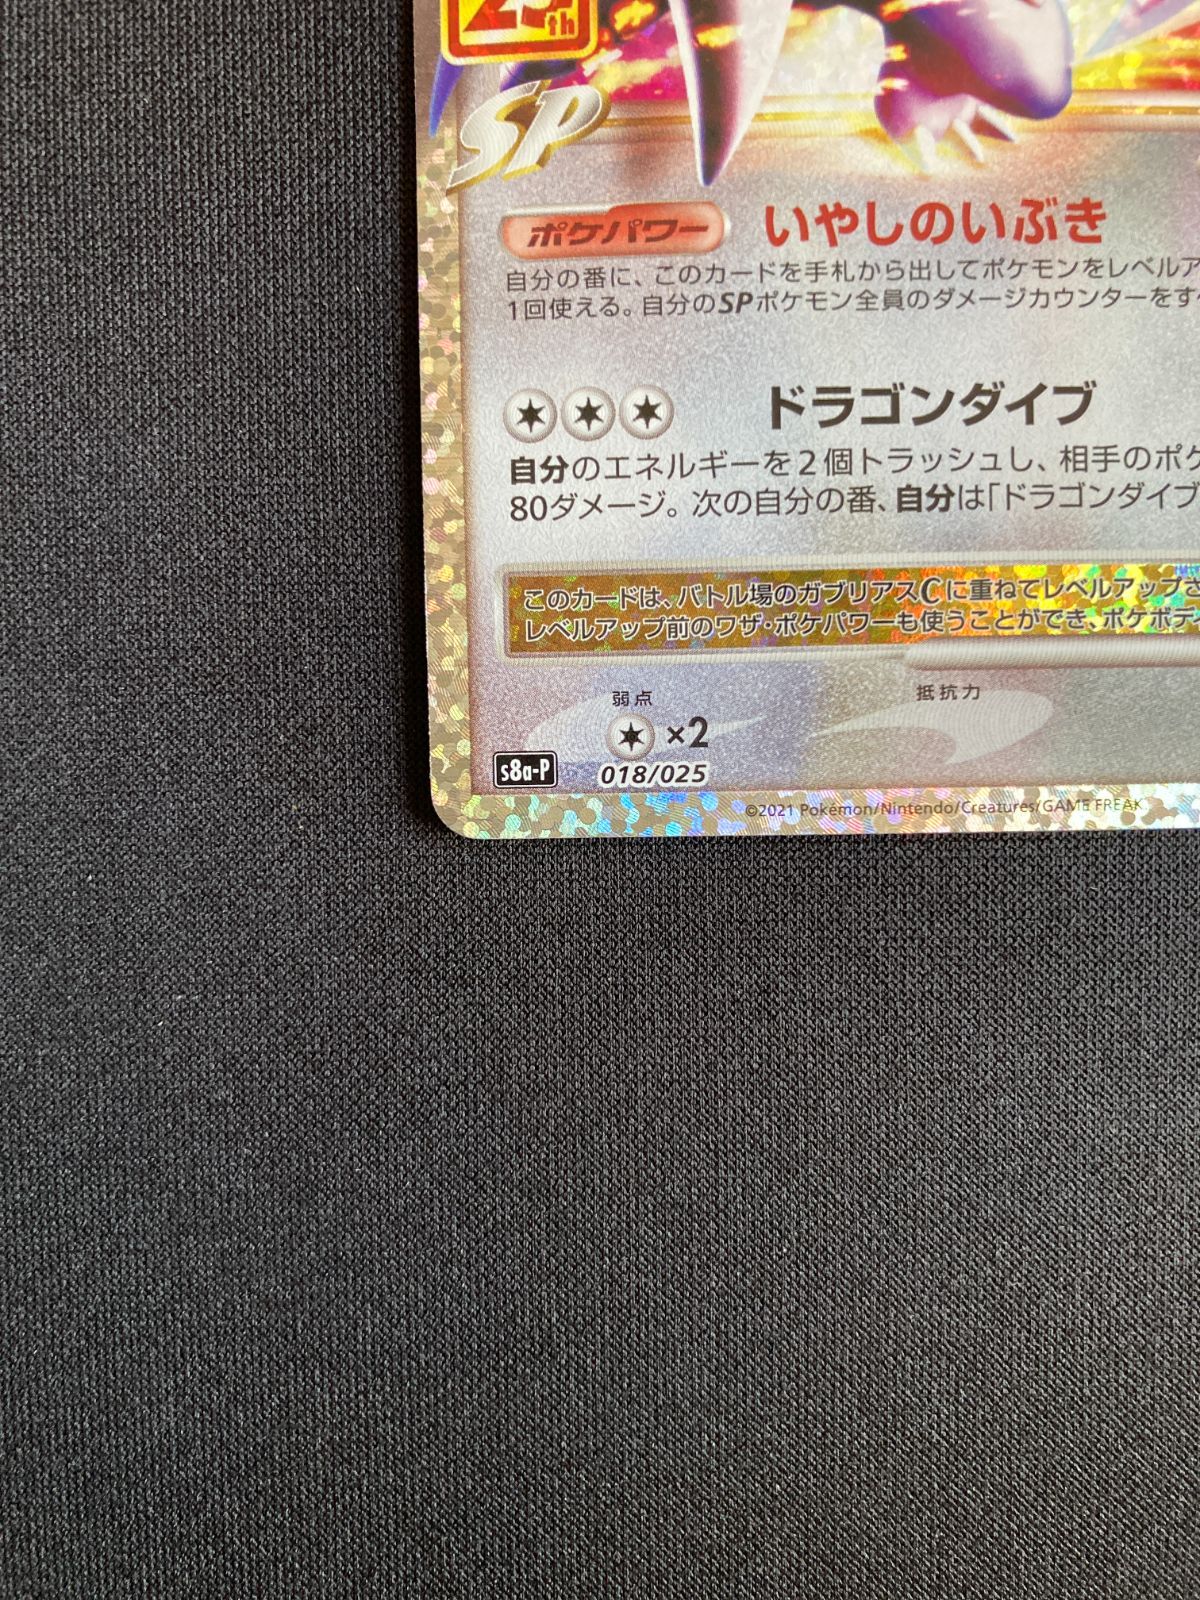 25th
SP
ポケパワー いやしのいぶき
自分の番に、このカードを手札から出してポケモンをレベルア
1回使える。自分のSPポケモン全員のダメージカウンターをす
ドラゴンダイブ
自分のエネルギーを2個トラッシュし、相手のポケ
80ダメージ。次の自分の番、自分は「ドラゴンダイブ
このカードは、バトル場のガブリアスCに重ねてレベルアップさ
レベルアップ前のワザ・ポケパワーも使うことができ、ポケボディ
弱点 抵抗力
×2
s8a-P 018/025
©2021 Pokémon/Nintendo/Creatures/GAME FREAK